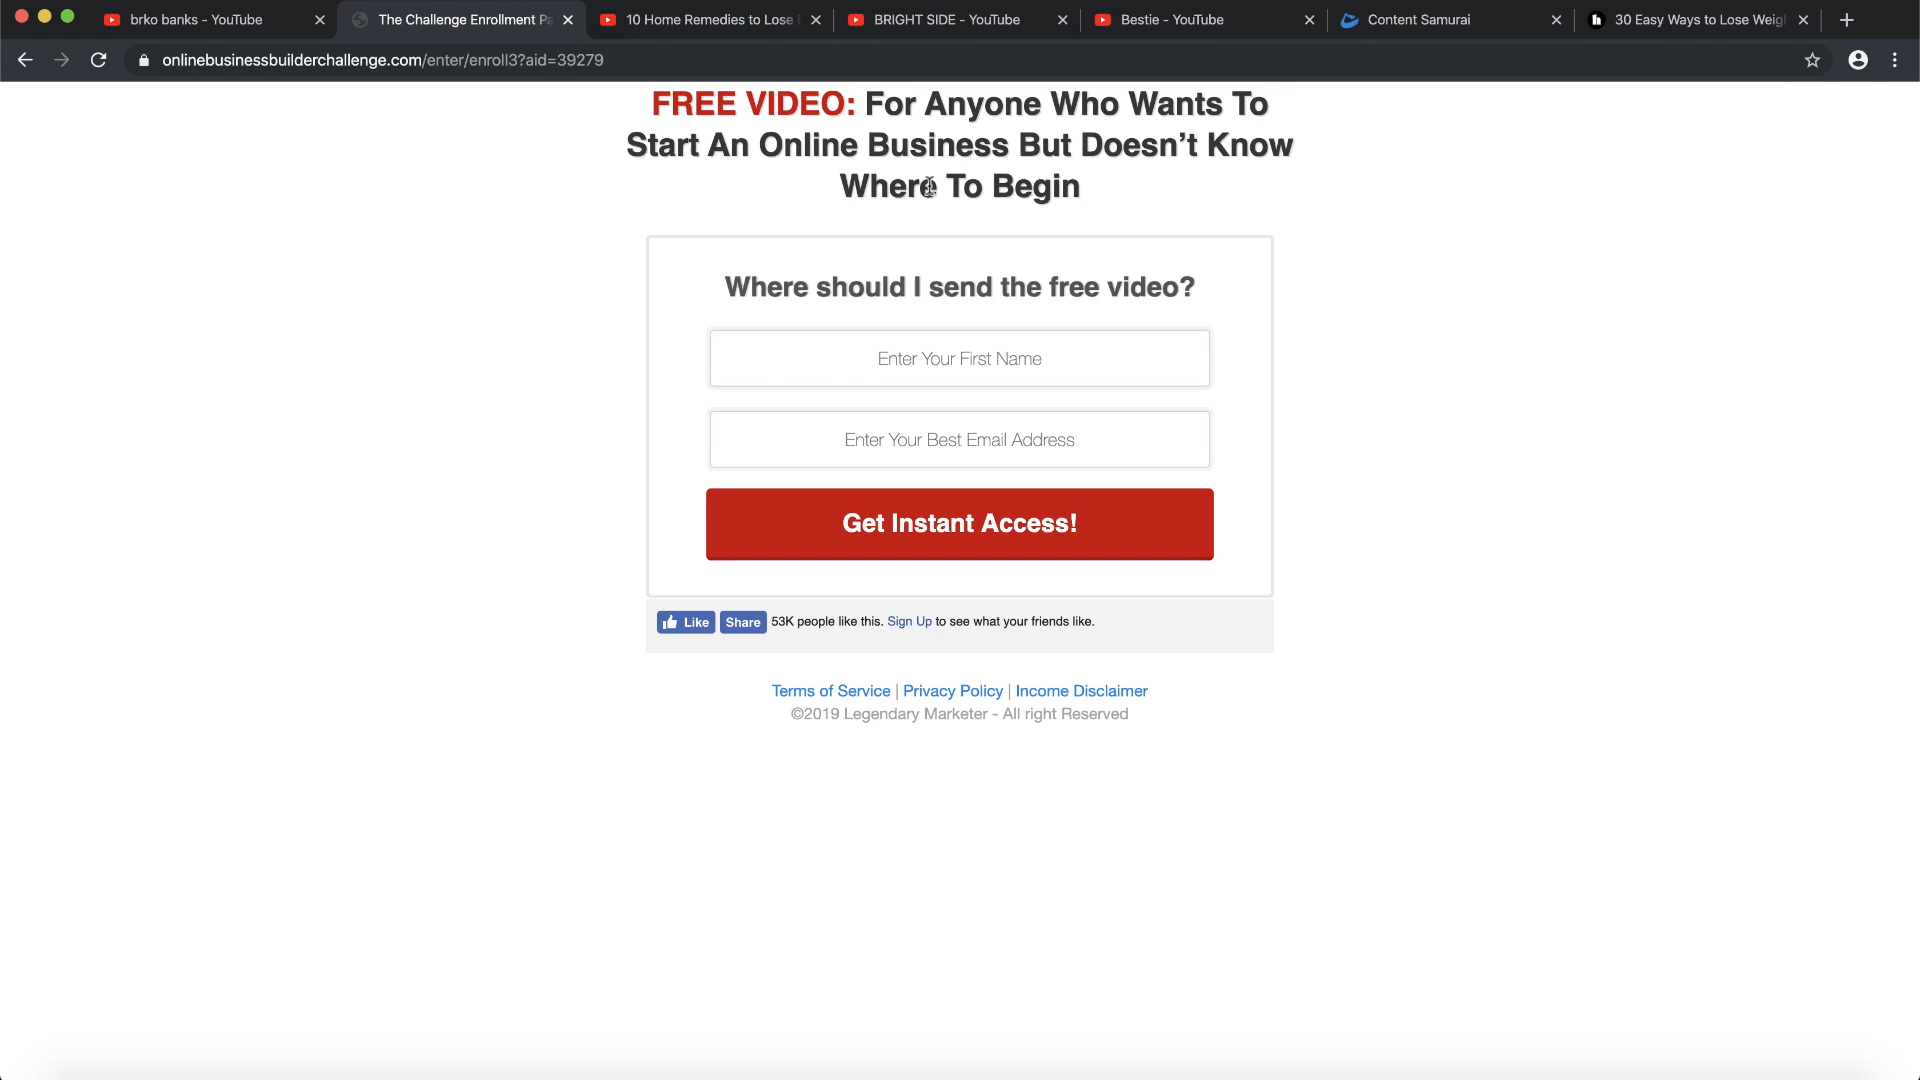 brko banks - YouTube
The Challenge Enrollment Pa
10 Home Remedies to Lose
BRIGHT SIDE - YouTube
Bestie - YouTube
Content Samurai
30 Easy Ways to Lose Weig
onlinebusinessbuilderchallenge.com/enter/enroll3?aid=39279
FREE VIDEO: For Anyone Who Wants To
Start An Online Business But Doesn’t Know
Where To Begin
Where should I send the free video?
Enter Your First Name
Enter Your Best Email Address
Get Instant Access!
Like Share 53K people like this. Sign Up to see what your friends like.
Terms of Service | Privacy Policy | Income Disclaimer
©2019 Legendary Marketer - All right Reserved